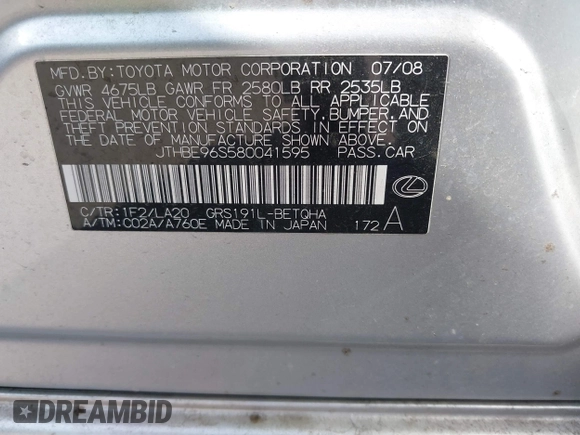 MFD.BY:TOYOTA MOTOR CORPORATION 07/08
GVWR 4675LB GAWR FR 2580LB RR 2535LB
THIS VEHICLE CONFORMS TO ALL APPLICABLE
FEDERAL MOTOR VEHICLE SAFETY,BUMPER,AND
THEFT PREVENTION STANDARDS IN EFFECT ON
THE DATE OF MANUFACTURE SHOWN ABOVE.
JTHBE96S580041595 PASS.CAR
C/TR:1F2/LA20 GRS191L-BETQHA
A/TM:C02A/A760E MADE IN JAPAN 172 A
DREAMBID